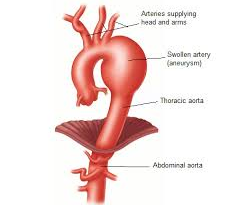 Arteries supplying
head and arms
Swollen artery
(aneurysm)
Thoracic aorta
Abdominal aorta